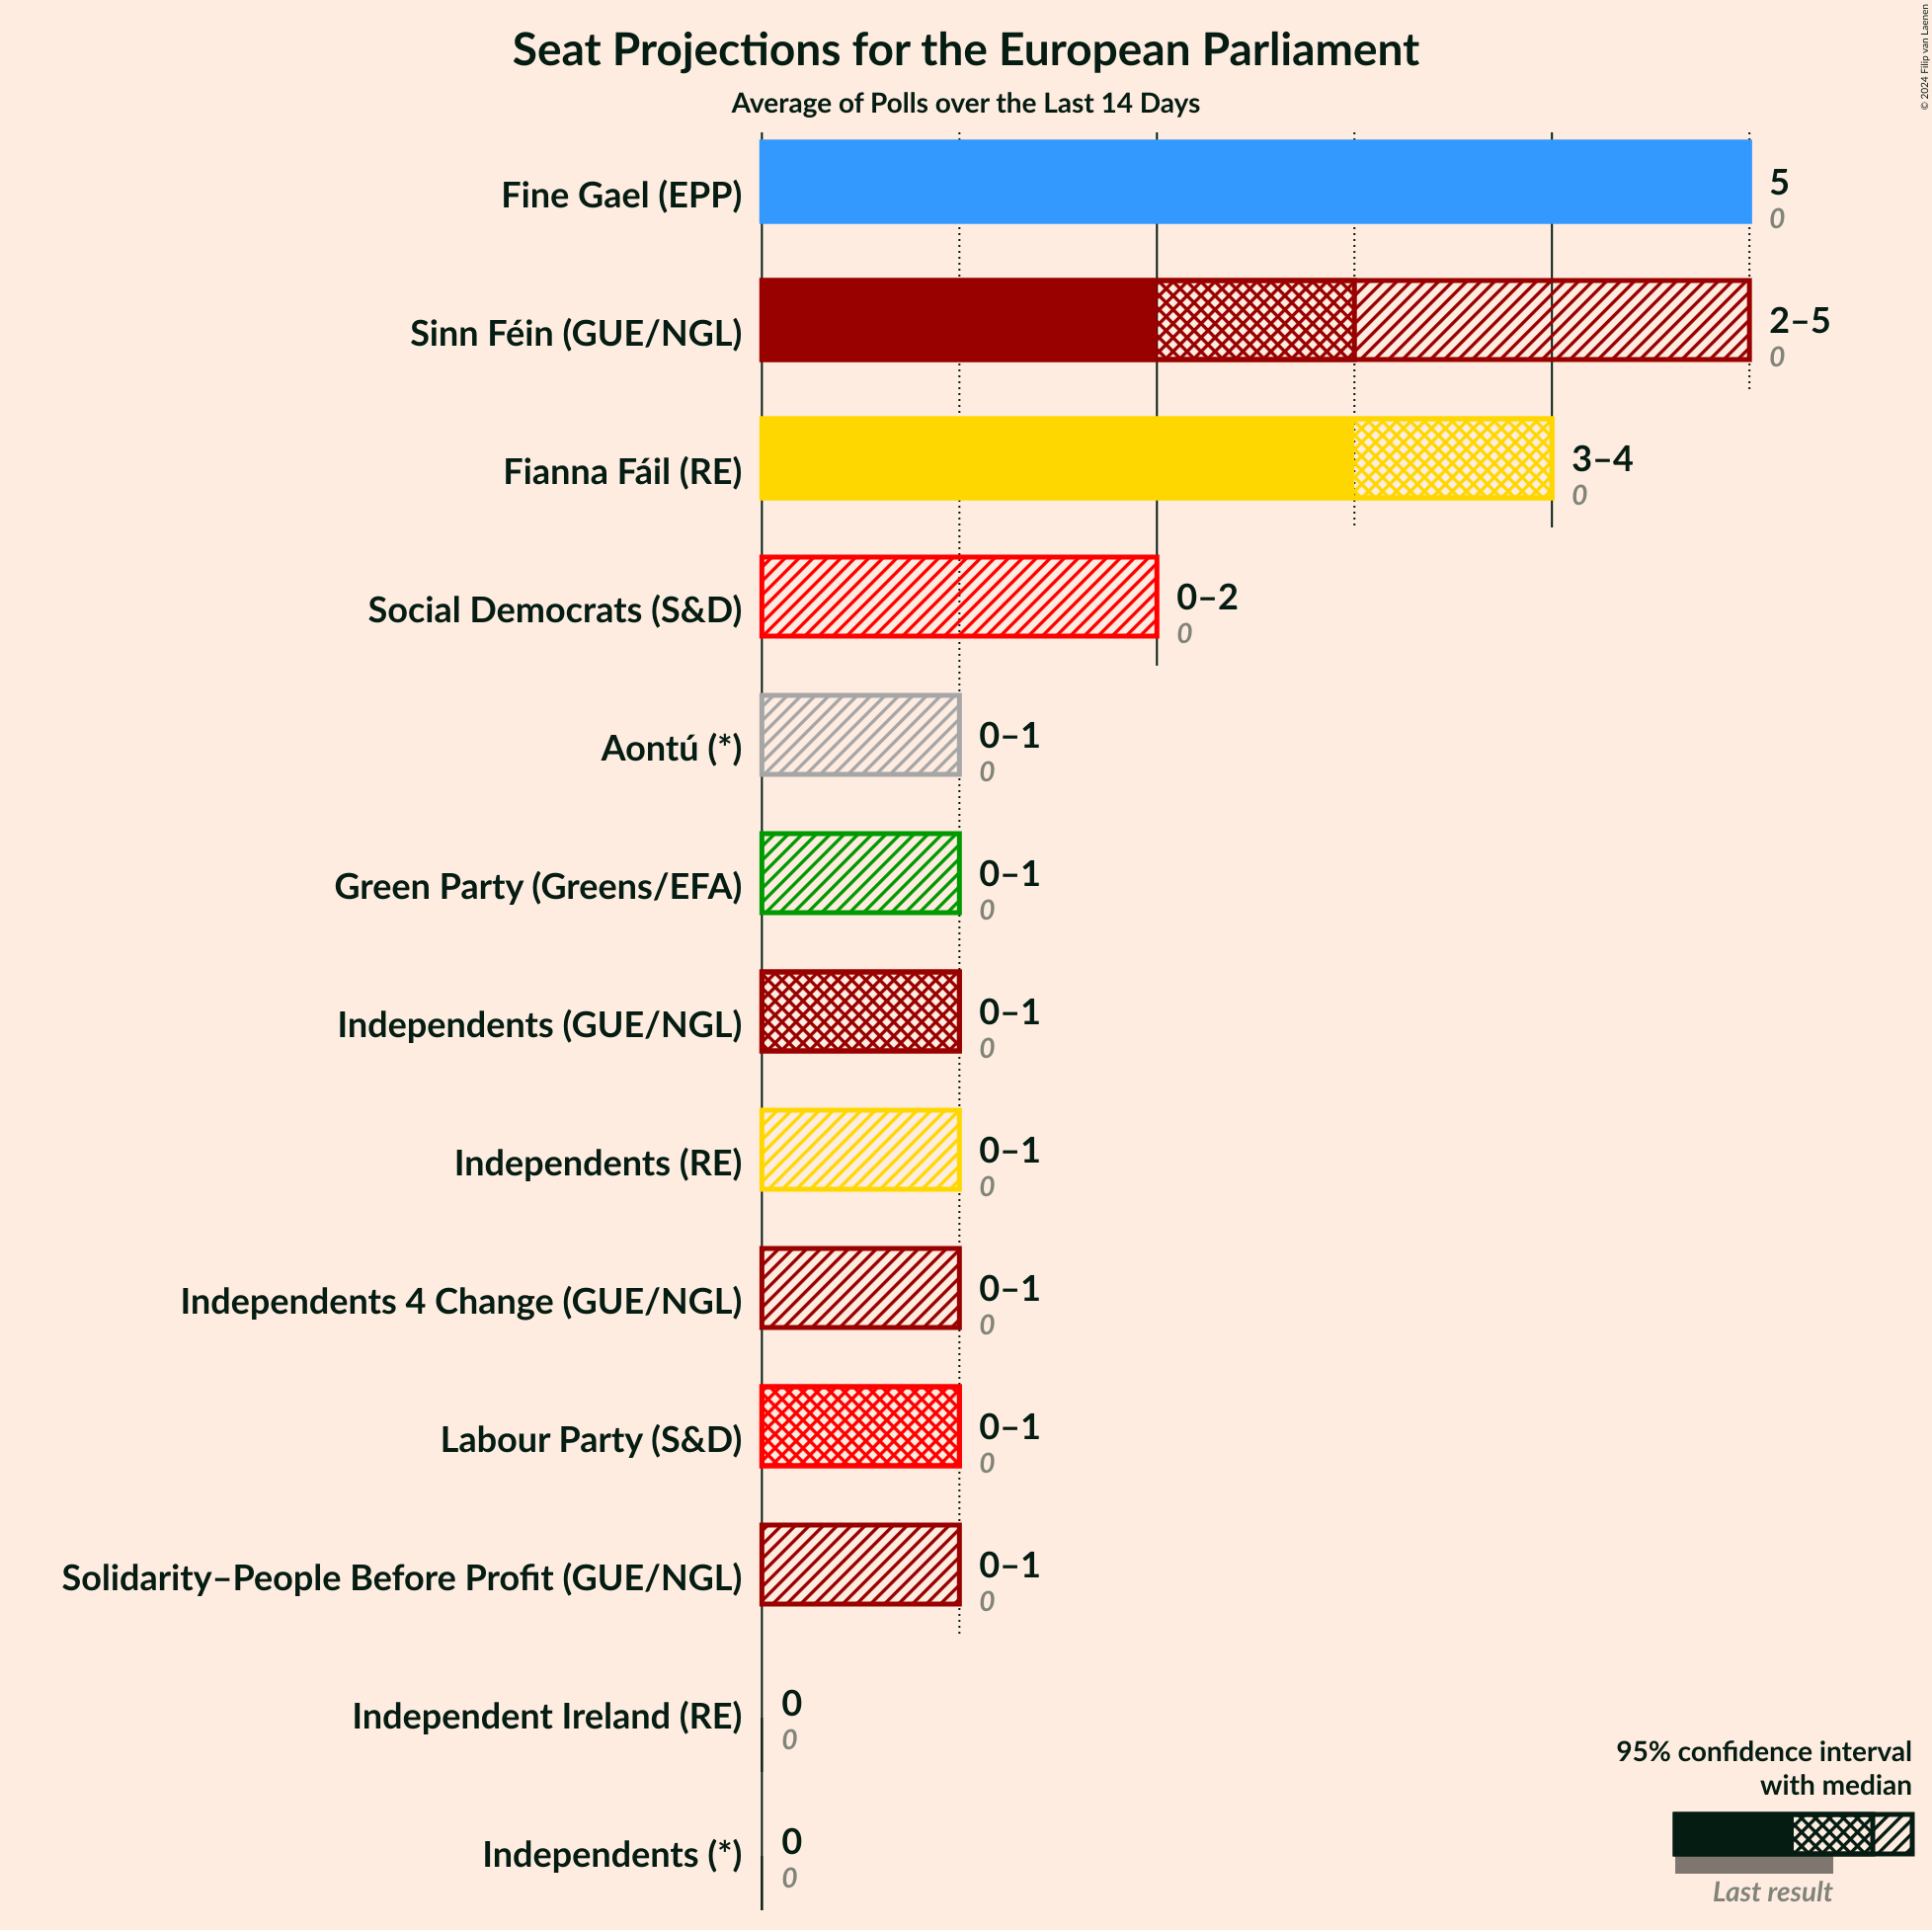 Seat Projections for the European Parliament
Average of Polls over the Last 14 Days
© 2024 Filip van Laenen
Fine Gael (EPP)
5
0
Sinn Féin (GUE/NGL)
2–5
0
Fianna Fáil (RE)
3–4
0
Social Democrats (S&D)
0–2
0
Aontú (*)
0–1
0
Green Party (Greens/EFA)
0–1
0
Independents (GUE/NGL)
0–1
0
Independents (RE)
0–1
0
Independents 4 Change (GUE/NGL)
0–1
0
Labour Party (S&D)
0–1
0
Solidarity–People Before Profit (GUE/NGL)
0–1
0
Independent Ireland (RE)
0
0
Independents (*)
0
0
95% confidence interval
with median
Last result